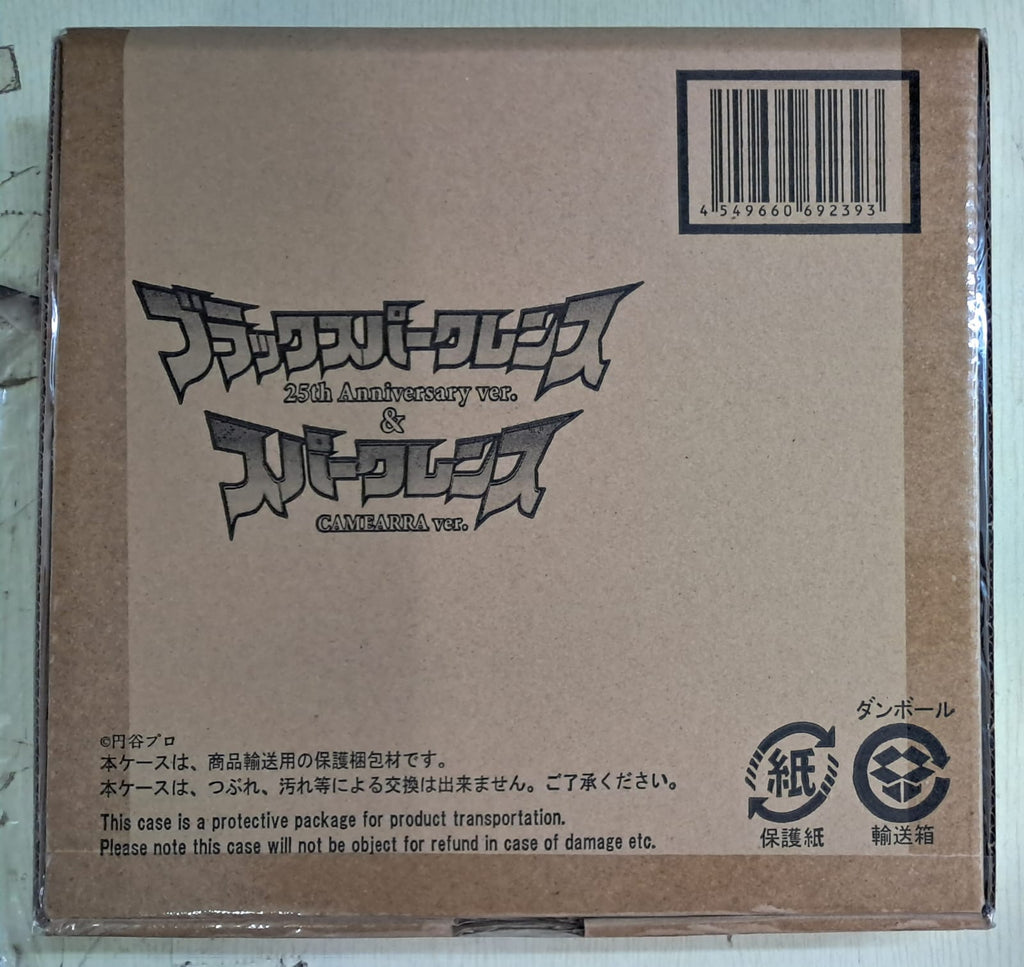 4 549660 692393
ブラックスパークレンス
25th Anniversary ver.
&
スパークレンス
CAMEARRA ver.
©円谷プロ
本ケースは、商品輸送用の保護梱包材です。
本ケースは、つぶれ、汚れ等による交換は出来ません。ご了承ください。
This case is a protective package for product transportation.
Please note this case will not be object for refund in case of damage etc.
紙
保護紙
ダンボール
輸送箱